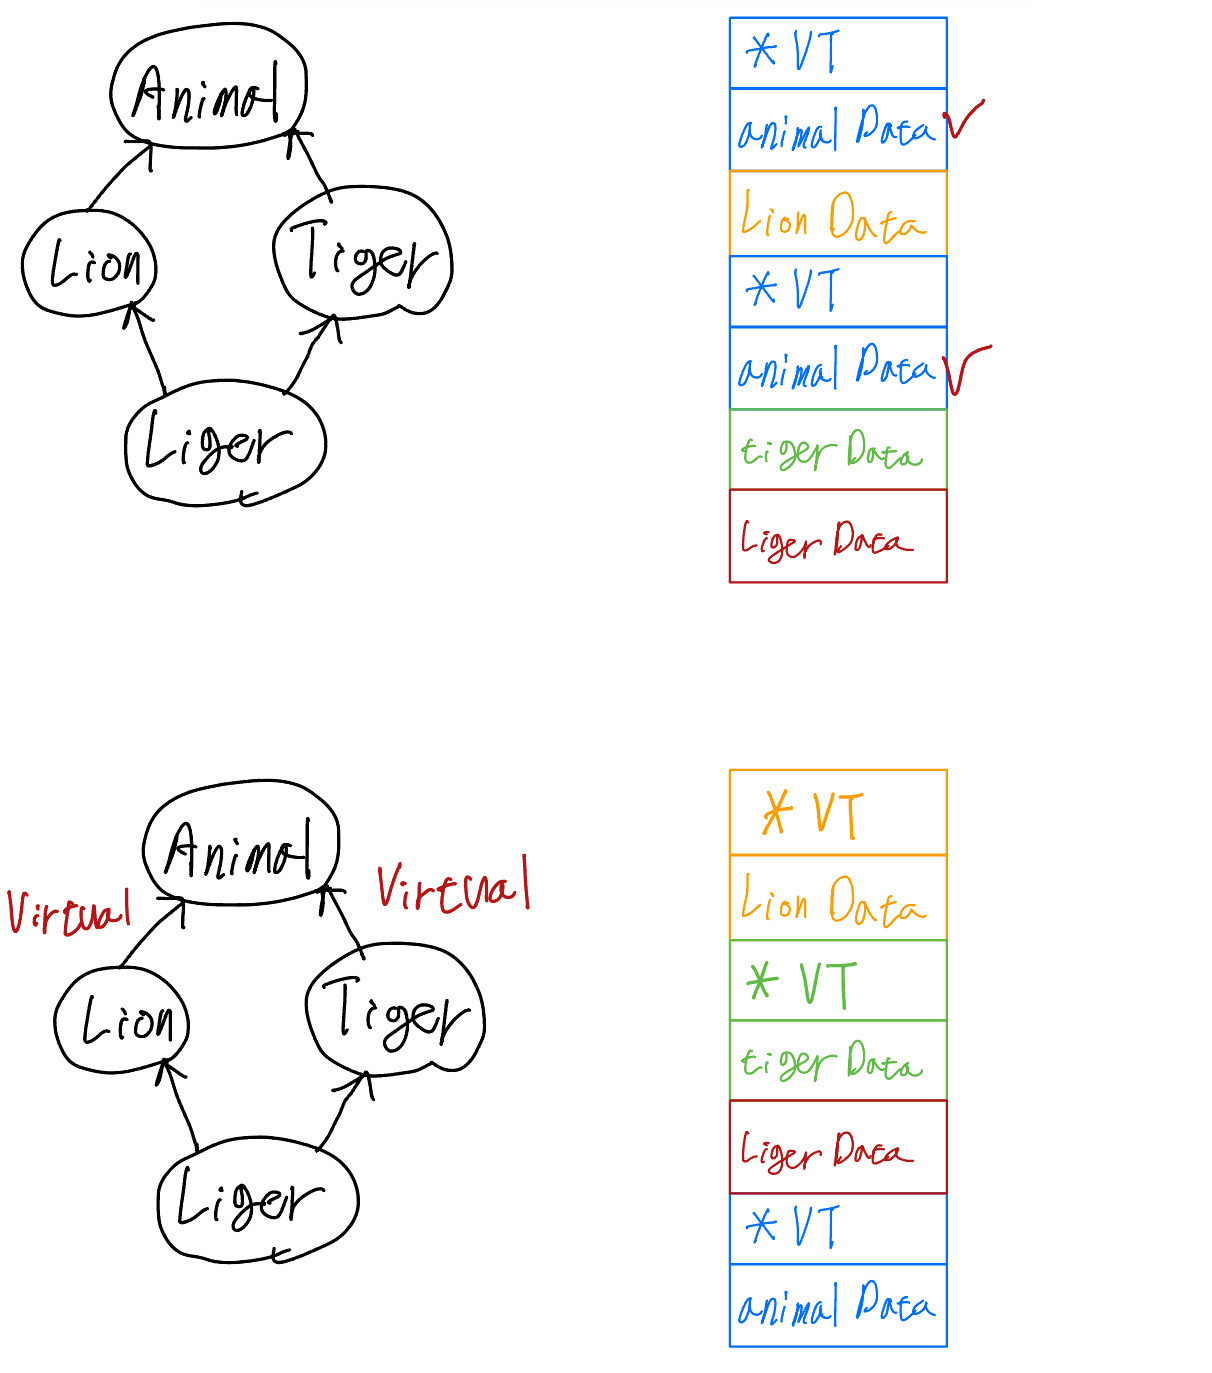 Animal
Lion
Tiger
Liger
* VT
animal Data
Lion Data
* VT
animal Data
tiger Data
Liger Data
Animal
Virtual
Virtual
Lion
Tiger
Liger
* VT
Lion Data
* VT
tiger Data
Liger Data
* VT
animal Data